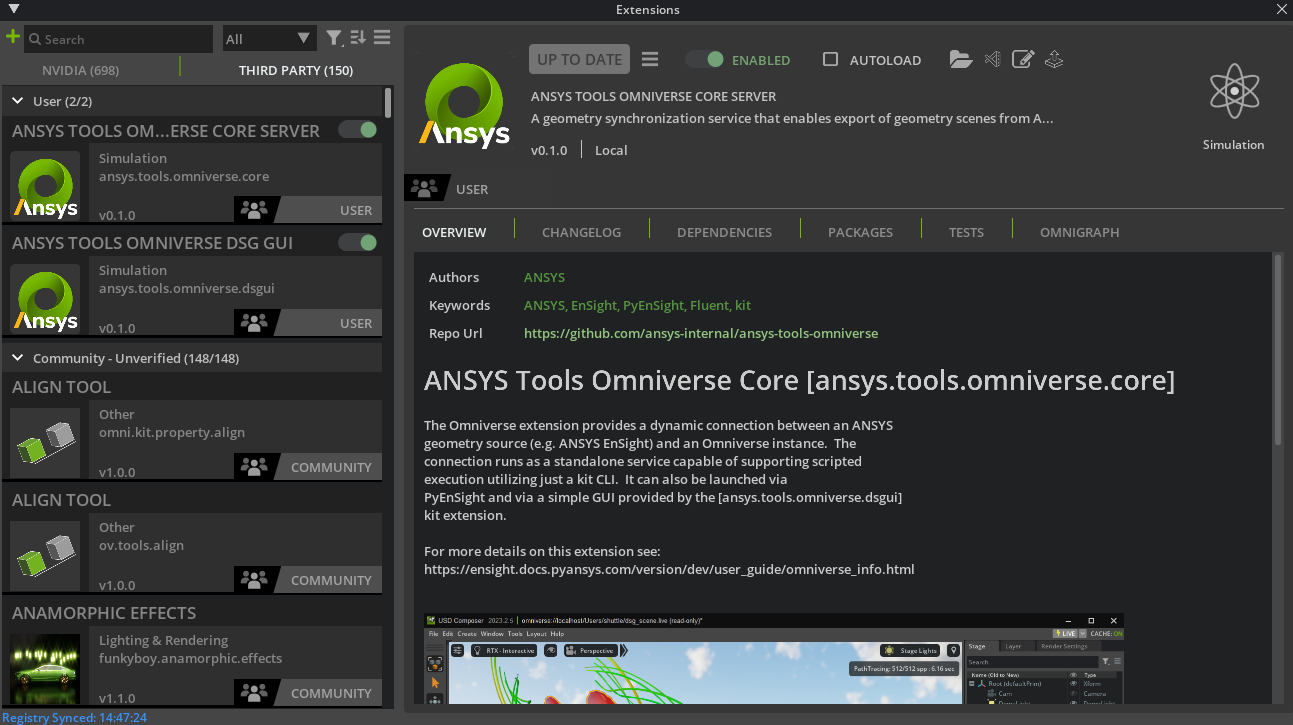 Extensions
Search
All
NVIDIA (698)
THIRD PARTY (150)
User (2/2)
ANSYS TOOLS OM...ERSE CORE SERVER
Ansys
Simulation
ansys.tools.omniverse.core
v0.1.0
USER
ANSYS TOOLS OMNIVERSE DSG GUI
Ansys
Simulation
ansys.tools.omniverse.dsgui
v0.1.0
USER
Community - Unverified (148/148)
ALIGN TOOL
Other
omni.kit.property.align
v1.0.0
COMMUNITY
ALIGN TOOL
Other
ov.tools.align
v1.0.0
COMMUNITY
ANAMORPHIC EFFECTS
Lighting & Rendering
funkyboy.anamorphic.effects
v1.1.0
COMMUNITY
Registry Synced: 14:47:24
Ansys
UP TO DATE
ENABLED
AUTOLOAD
ANSYS TOOLS OMNIVERSE CORE SERVER
A geometry synchronization service that enables export of geometry scenes from A...
v0.1.0
Local
Simulation
USER
OVERVIEW
CHANGELOG
DEPENDENCIES
PACKAGES
TESTS
OMNIGRAPH
Authors ANSYS
Keywords ANSYS, EnSight, PyEnSight, Fluent, kit
Repo Url https://github.com/ansys-internal/ansys-tools-omniverse
ANSYS Tools Omniverse Core [ansys.tools.omniverse.core]
The Omniverse extension provides a dynamic connection between an ANSYS
geometry source (e.g. ANSYS EnSight) and an Omniverse instance. The
connection runs as a standalone service capable of supporting scripted
execution utilizing just a kit CLI. It can also be launched via
PyEnSight and via a simple GUI provided by the [ansys.tools.omniverse.dsgui]
kit extension.
For more details on this extension see:
https://ensight.docs.pyansys.com/version/dev/user_guide/omniverse_info.html
USD Composer 2023.2.5 omniverse://localhost/Users/shuttle/dsg_scene.live (read-only)*
File Edit Create Window Tools Layout Help
LIVE
CACHE: ON
RTX - Interactive
Perspective
Stage Lights
PathTracing: 512/512 spp : 6.16 sec
Stage
Layer
Render Settings
Search
Name (Old to New)
Type
Root (defaultPrim)
Xform
Cam
Camera